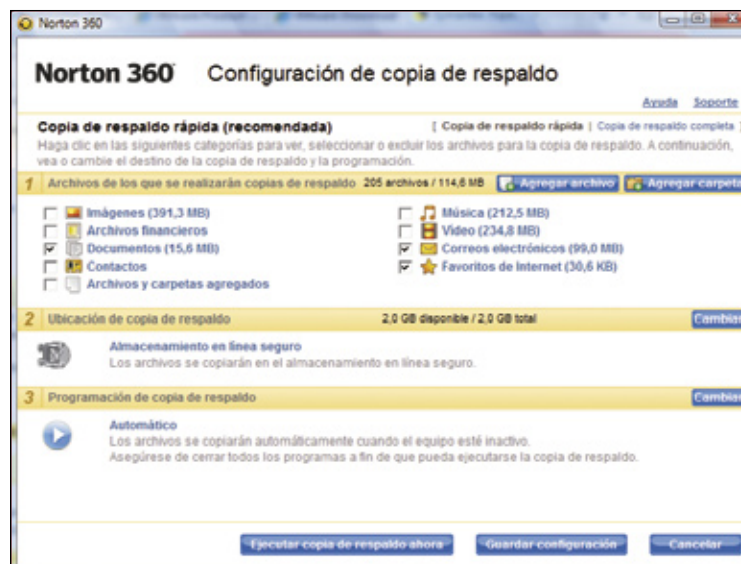 Norton 360
Norton 360 Configuración de copia de respaldo
Ayuda Soporte
Copia de respaldo rápida (recomendada) [ Copia de respaldo rápida | Copia de respaldo completa ]
Haga clic en las siguientes categorías para ver, seleccionar o excluir los archivos para la copia de respaldo. A continuación,
vea o cambie el destino de la copia de respaldo y la programación.
1 Archivos de los que se realizarán copias de respaldo 205 archivos / 114,6 MB Agregar archivo Agregar carpeta
Imágenes (391,3 MB) Música (212,5 MB)
Archivos financieros Video (234,8 MB)
Documentos (15,6 MB) Correos electrónicos (99,0 MB)
Contactos Favoritos de Internet (30,6 KB)
Archivos y carpetas agregados
2 Ubicación de copia de respaldo 2,0 GB disponible / 2,0 GB total Cambiar
Almacenamiento en línea seguro
Los archivos se copiarán en el almacenamiento en línea seguro.
3 Programación de copia de respaldo Cambiar
Automático
Los archivos se copiarán automáticamente cuando el equipo esté inactivo.
Asegúrese de cerrar todos los programas a fin de que pueda ejecutarse la copia de respaldo.
Ejecutar copia de respaldo ahora Guardar configuración Cancelar